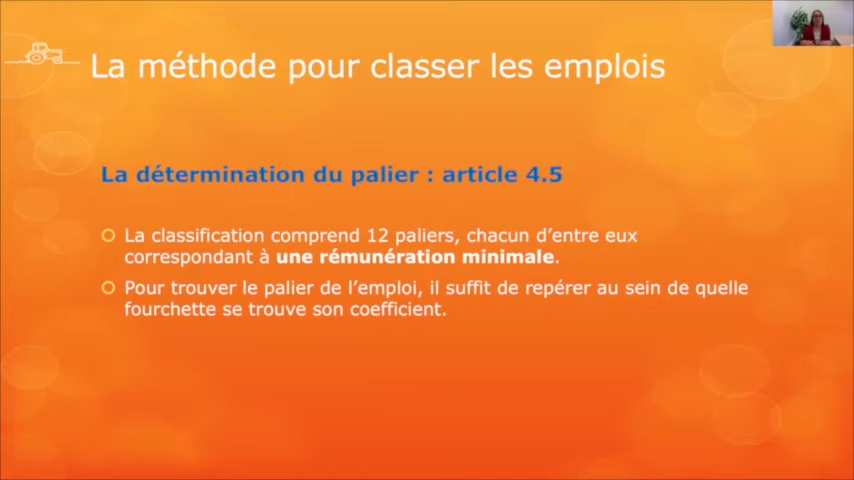 La méthode pour classer les emplois
La détermination du palier : article 4.5
La classification comprend 12 paliers, chacun d'entre eux
correspondant à une rémunération minimale.
Pour trouver le palier de l'emploi, il suffit de repérer au sein de quelle
fourchette se trouve son coefficient.